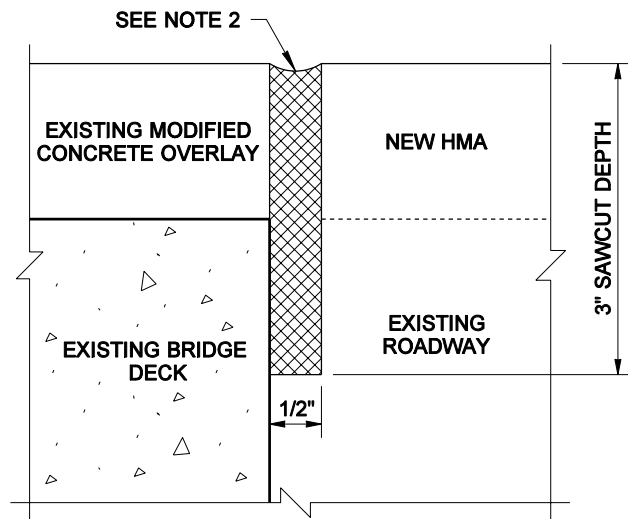 SEE NOTE 2
EXISTING MODIFIED
CONCRETE OVERLAY
NEW HMA
3" SAWCUT DEPTH
EXISTING BRIDGE
DECK
EXISTING
ROADWAY
1/2"